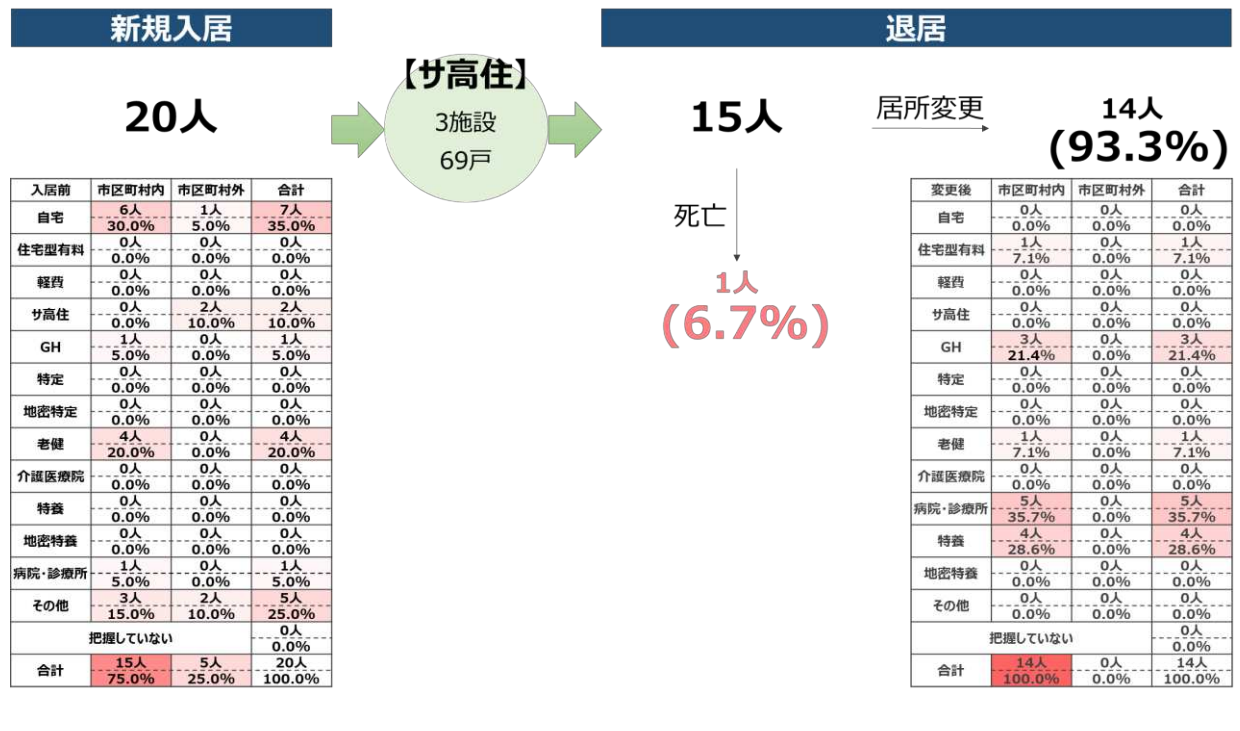 新規入居
退居
【サ高住】
3施設
69戸
20人
15人
居所変更
14人
(93.3%)
死亡
1人
(6.7%)
入居前 市区町村内 市区町村外 合計
自宅 6人 1人 7人
30.0% 5.0% 35.0%
住宅型有料 0人 0人 0人
0.0% 0.0% 0.0%
軽費 0人 0人 0人
0.0% 0.0% 0.0%
サ高住 0人 2人 2人
0.0% 10.0% 10.0%
GH 1人 0人 1人
5.0% 0.0% 5.0%
特定 0人 0人 0人
0.0% 0.0% 0.0%
地密特定 0人 0人 0人
0.0% 0.0% 0.0%
老健 4人 0人 4人
20.0% 0.0% 20.0%
介護医療院 0人 0人 0人
0.0% 0.0% 0.0%
特養 0人 0人 0人
0.0% 0.0% 0.0%
地密特養 0人 0人 0人
0.0% 0.0% 0.0%
病院・診療所 1人 0人 1人
5.0% 0.0% 5.0%
その他 3人 2人 5人
15.0% 10.0% 25.0%
把握していない 0人
0.0%
合計 15人 5人 20人
75.0% 25.0% 100.0%
変更後 市区町村内 市区町村外 合計
自宅 0人 0人 0人
0.0% 0.0% 0.0%
住宅型有料 1人 0人 1人
7.1% 0.0% 7.1%
軽費 0人 0人 0人
0.0% 0.0% 0.0%
サ高住 0人 0人 0人
0.0% 0.0% 0.0%
GH 3人 0人 3人
21.4% 0.0% 21.4%
特定 0人 0人 0人
0.0% 0.0% 0.0%
地密特定 0人 0人 0人
0.0% 0.0% 0.0%
老健 1人 0人 1人
7.1% 0.0% 7.1%
介護医療院 0人 0人 0人
0.0% 0.0% 0.0%
病院・診療所 5人 0人 5人
35.7% 0.0% 35.7%
特養 4人 0人 4人
28.6% 0.0% 28.6%
地密特養 0人 0人 0人
0.0% 0.0% 0.0%
その他 0人 0人 0人
0.0% 0.0% 0.0%
把握していない 0人
0.0%
合計 14人 0人 14人
100.0% 0.0% 100.0%